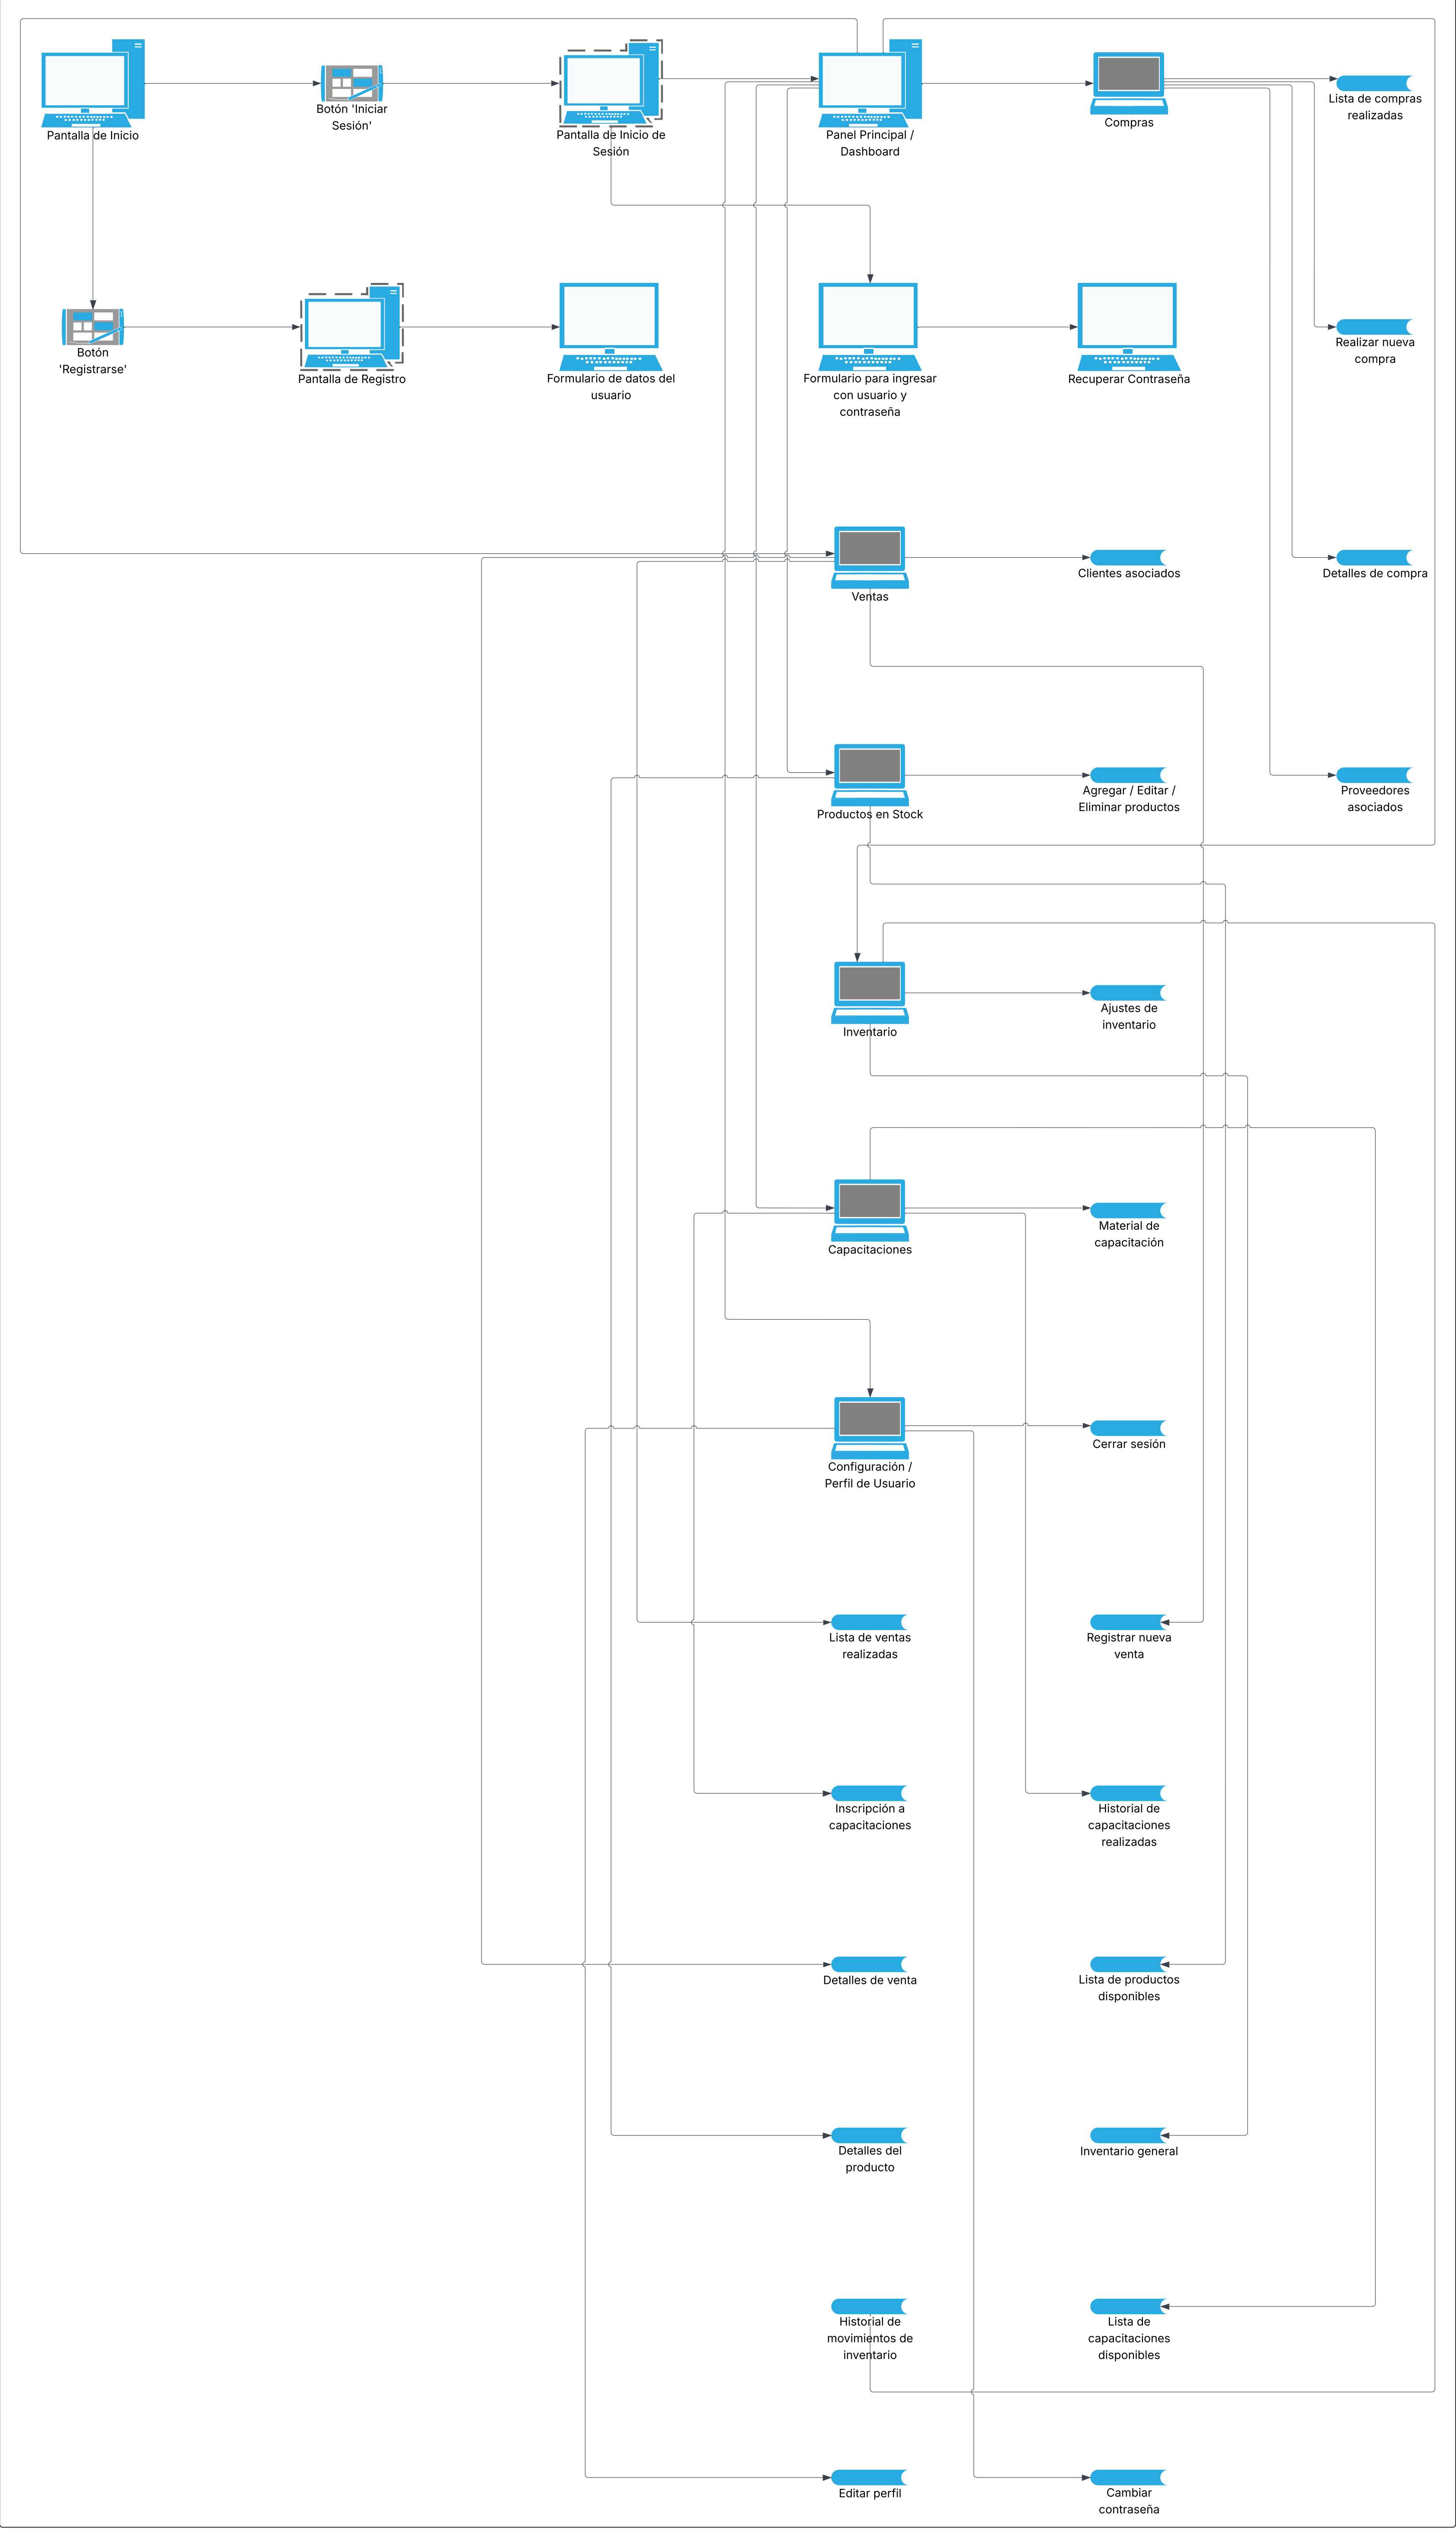 Pantalla de Inicio
Botón 'Iniciar
Sesión'
Pantalla de Inicio de
Sesión
Panel Principal /
Dashboard
Compras
Lista de compras
realizadas
Botón
'Registrarse'
Pantalla de Registro
Formulario de datos del
usuario
Formulario para ingresar
con usuario y
contraseña
Recuperar Contraseña
Realizar nueva
compra
Ventas
Clientes asociados
Detalles de compra
Productos en Stock
Agregar / Editar /
Eliminar productos
Proveedores
asociados
Inventario
Ajustes de
inventario
Capacitaciones
Material de
capacitación
Configuración /
Perfil de Usuario
Cerrar sesión
Lista de ventas
realizadas
Registrar nueva
venta
Inscripción a
capacitaciones
Historial de
capacitaciones
realizadas
Detalles de venta
Lista de productos
disponibles
Detalles del
producto
Inventario general
Historial de
movimientos de
inventario
Lista de
capacitaciones
disponibles
Editar perfil
Cambiar
contraseña